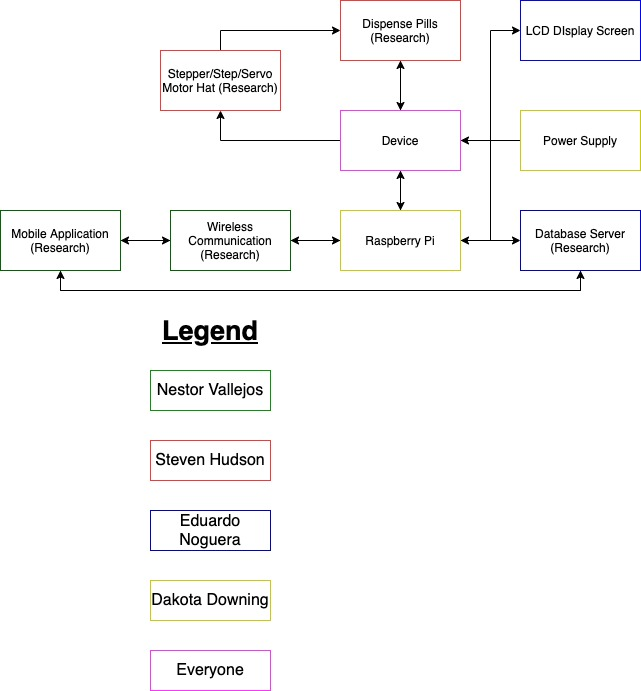 Dispense Pills
(Research)
LCD DIsplay Screen
Stepper/Step/Servo
Motor Hat (Research)
Device
Power Supply
Mobile Application
(Research)
Wireless
Communication
(Research)
Raspberry Pi
Database Server
(Research)
Legend
Nestor Vallejos
Steven Hudson
Eduardo
Noguera
Dakota Downing
Everyone